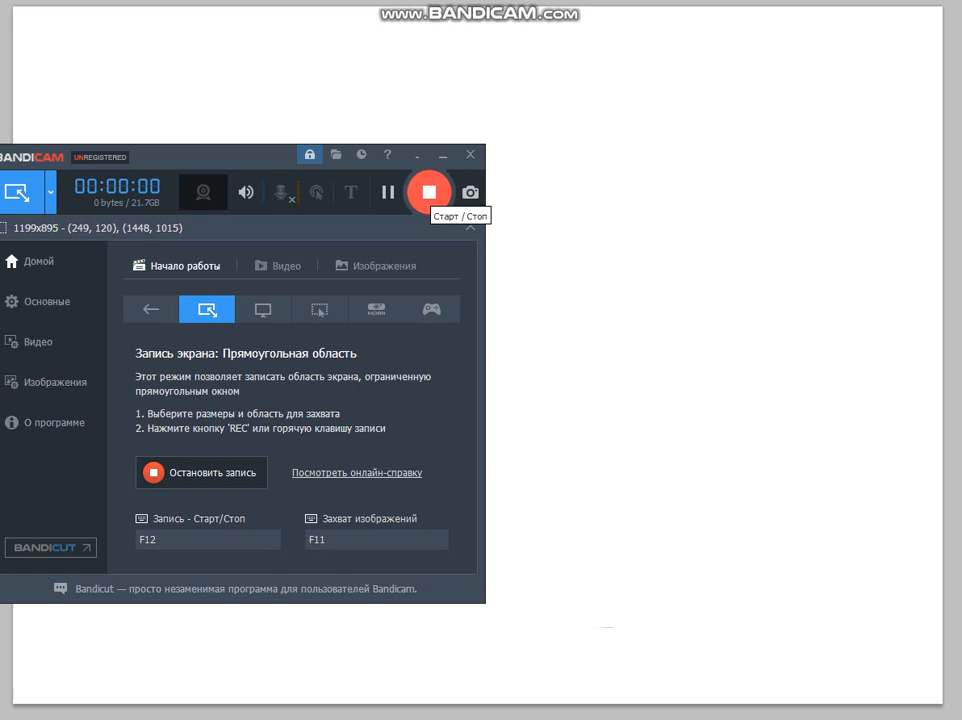 www.BANDICAM.com
BANDICAM UNREGISTERED
?
00:00:00
0 bytes / 21.7GB
T
Старт / Стоп
1199x895 - (249, 120), (1448, 1015)
Домой
Основные
Видео
Изображения
О программе
BANDICUT
Начало работы
Видео
Изображения
HDMI
Запись экрана: Прямоугольная область
Этот режим позволяет записать область экрана, ограниченную
прямоугольным окном
1. Выберите размеры и область для захвата
2. Нажмите кнопку 'REC' или горячую клавишу записи
Остановить запись
Посмотреть онлайн-справку
Запись - Старт/Стоп
F12
Захват изображений
F11
Bandicut — просто незаменимая программа для пользователей Bandicam.